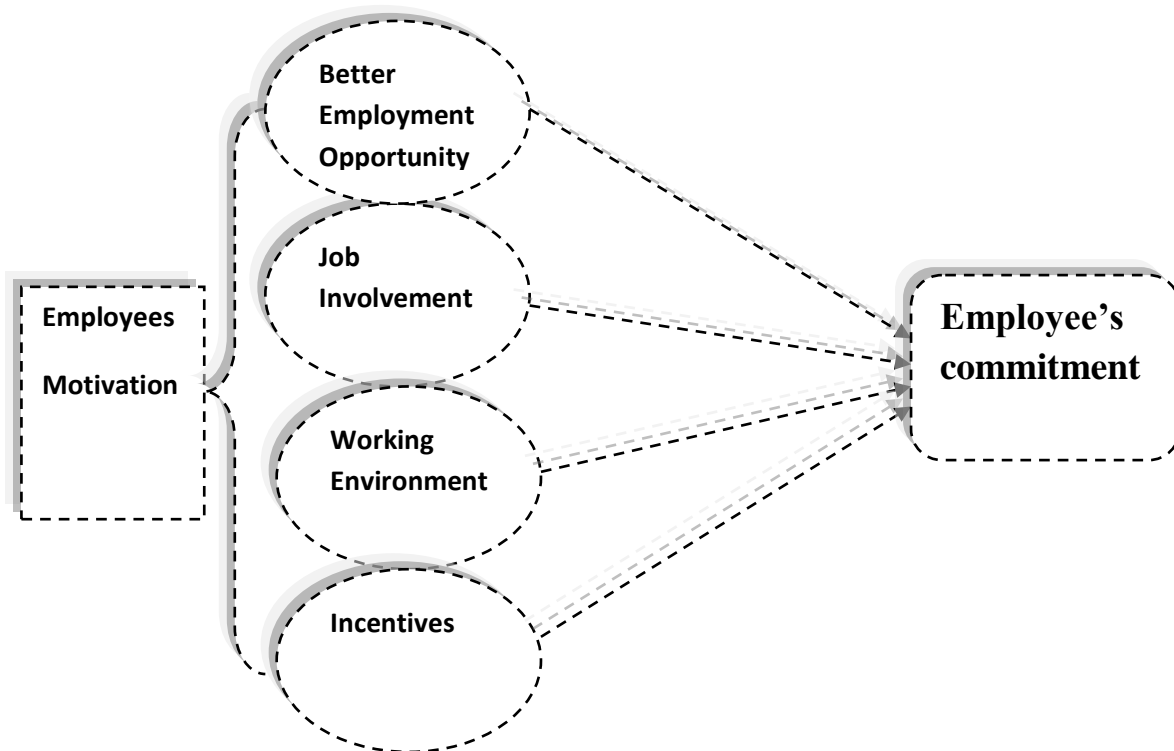 Better
Employment
Opportunity
Job
Involvement
Employees
Motivation
Employee’s
commitment
Working
Environment
Incentives